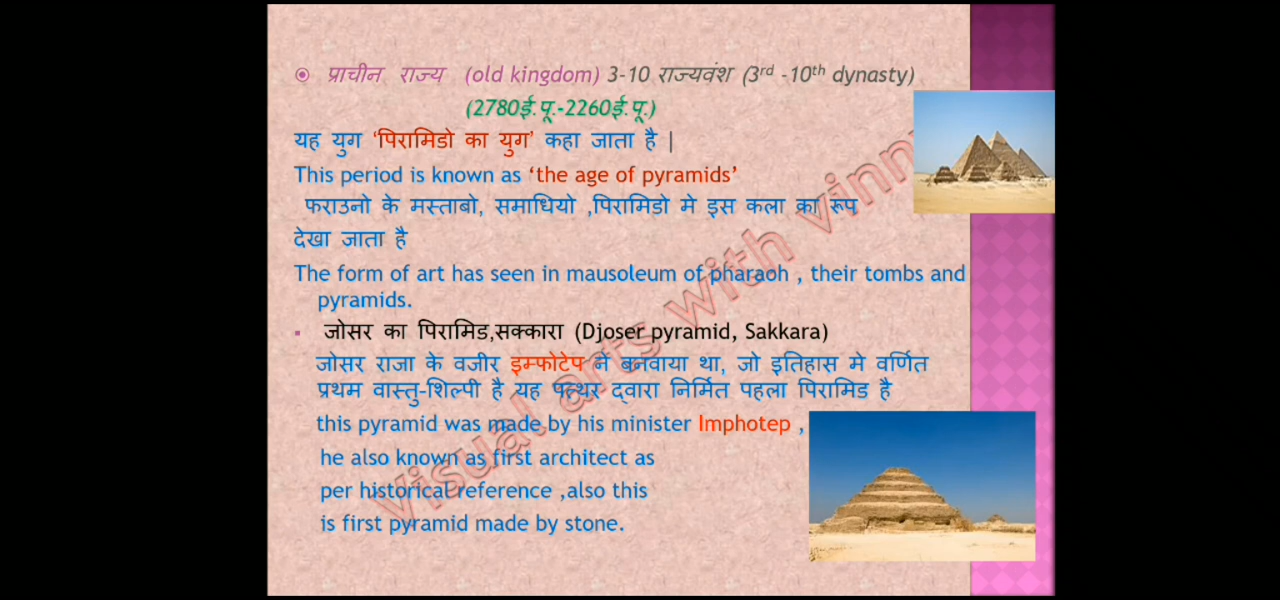 प्राचीन राज्य (old kingdom) 3-10 राज्यवंश (3rd -10th dynasty)
(2780ई.पू.-2260ई.पू.)
यह युग ‘पिरामिडो का युग’ कहा जाता है |
This period is known as ‘the age of pyramids’
फराउनो के मस्ताबो, समाधियो ,पिरामिडो मे इस कला का रूप
देखा जाता है
The form of art has seen in mausoleum of pharaoh , their tombs and
pyramids.
जोसर का पिरामिड,सक्कारा (Djoser pyramid, Sakkara)
जोसर राजा के वजीर इम्फोटेप ने बनवाया था, जो इतिहास मे वर्णित
प्रथम वास्तु-शिल्पी है यह पत्थर द्वारा निर्मित पहला पिरामिड है
this pyramid was made by his minister Imphotep ,
he also known as first architect as
per historical reference ,also this
is first pyramid made by stone.
visual arts with vinn